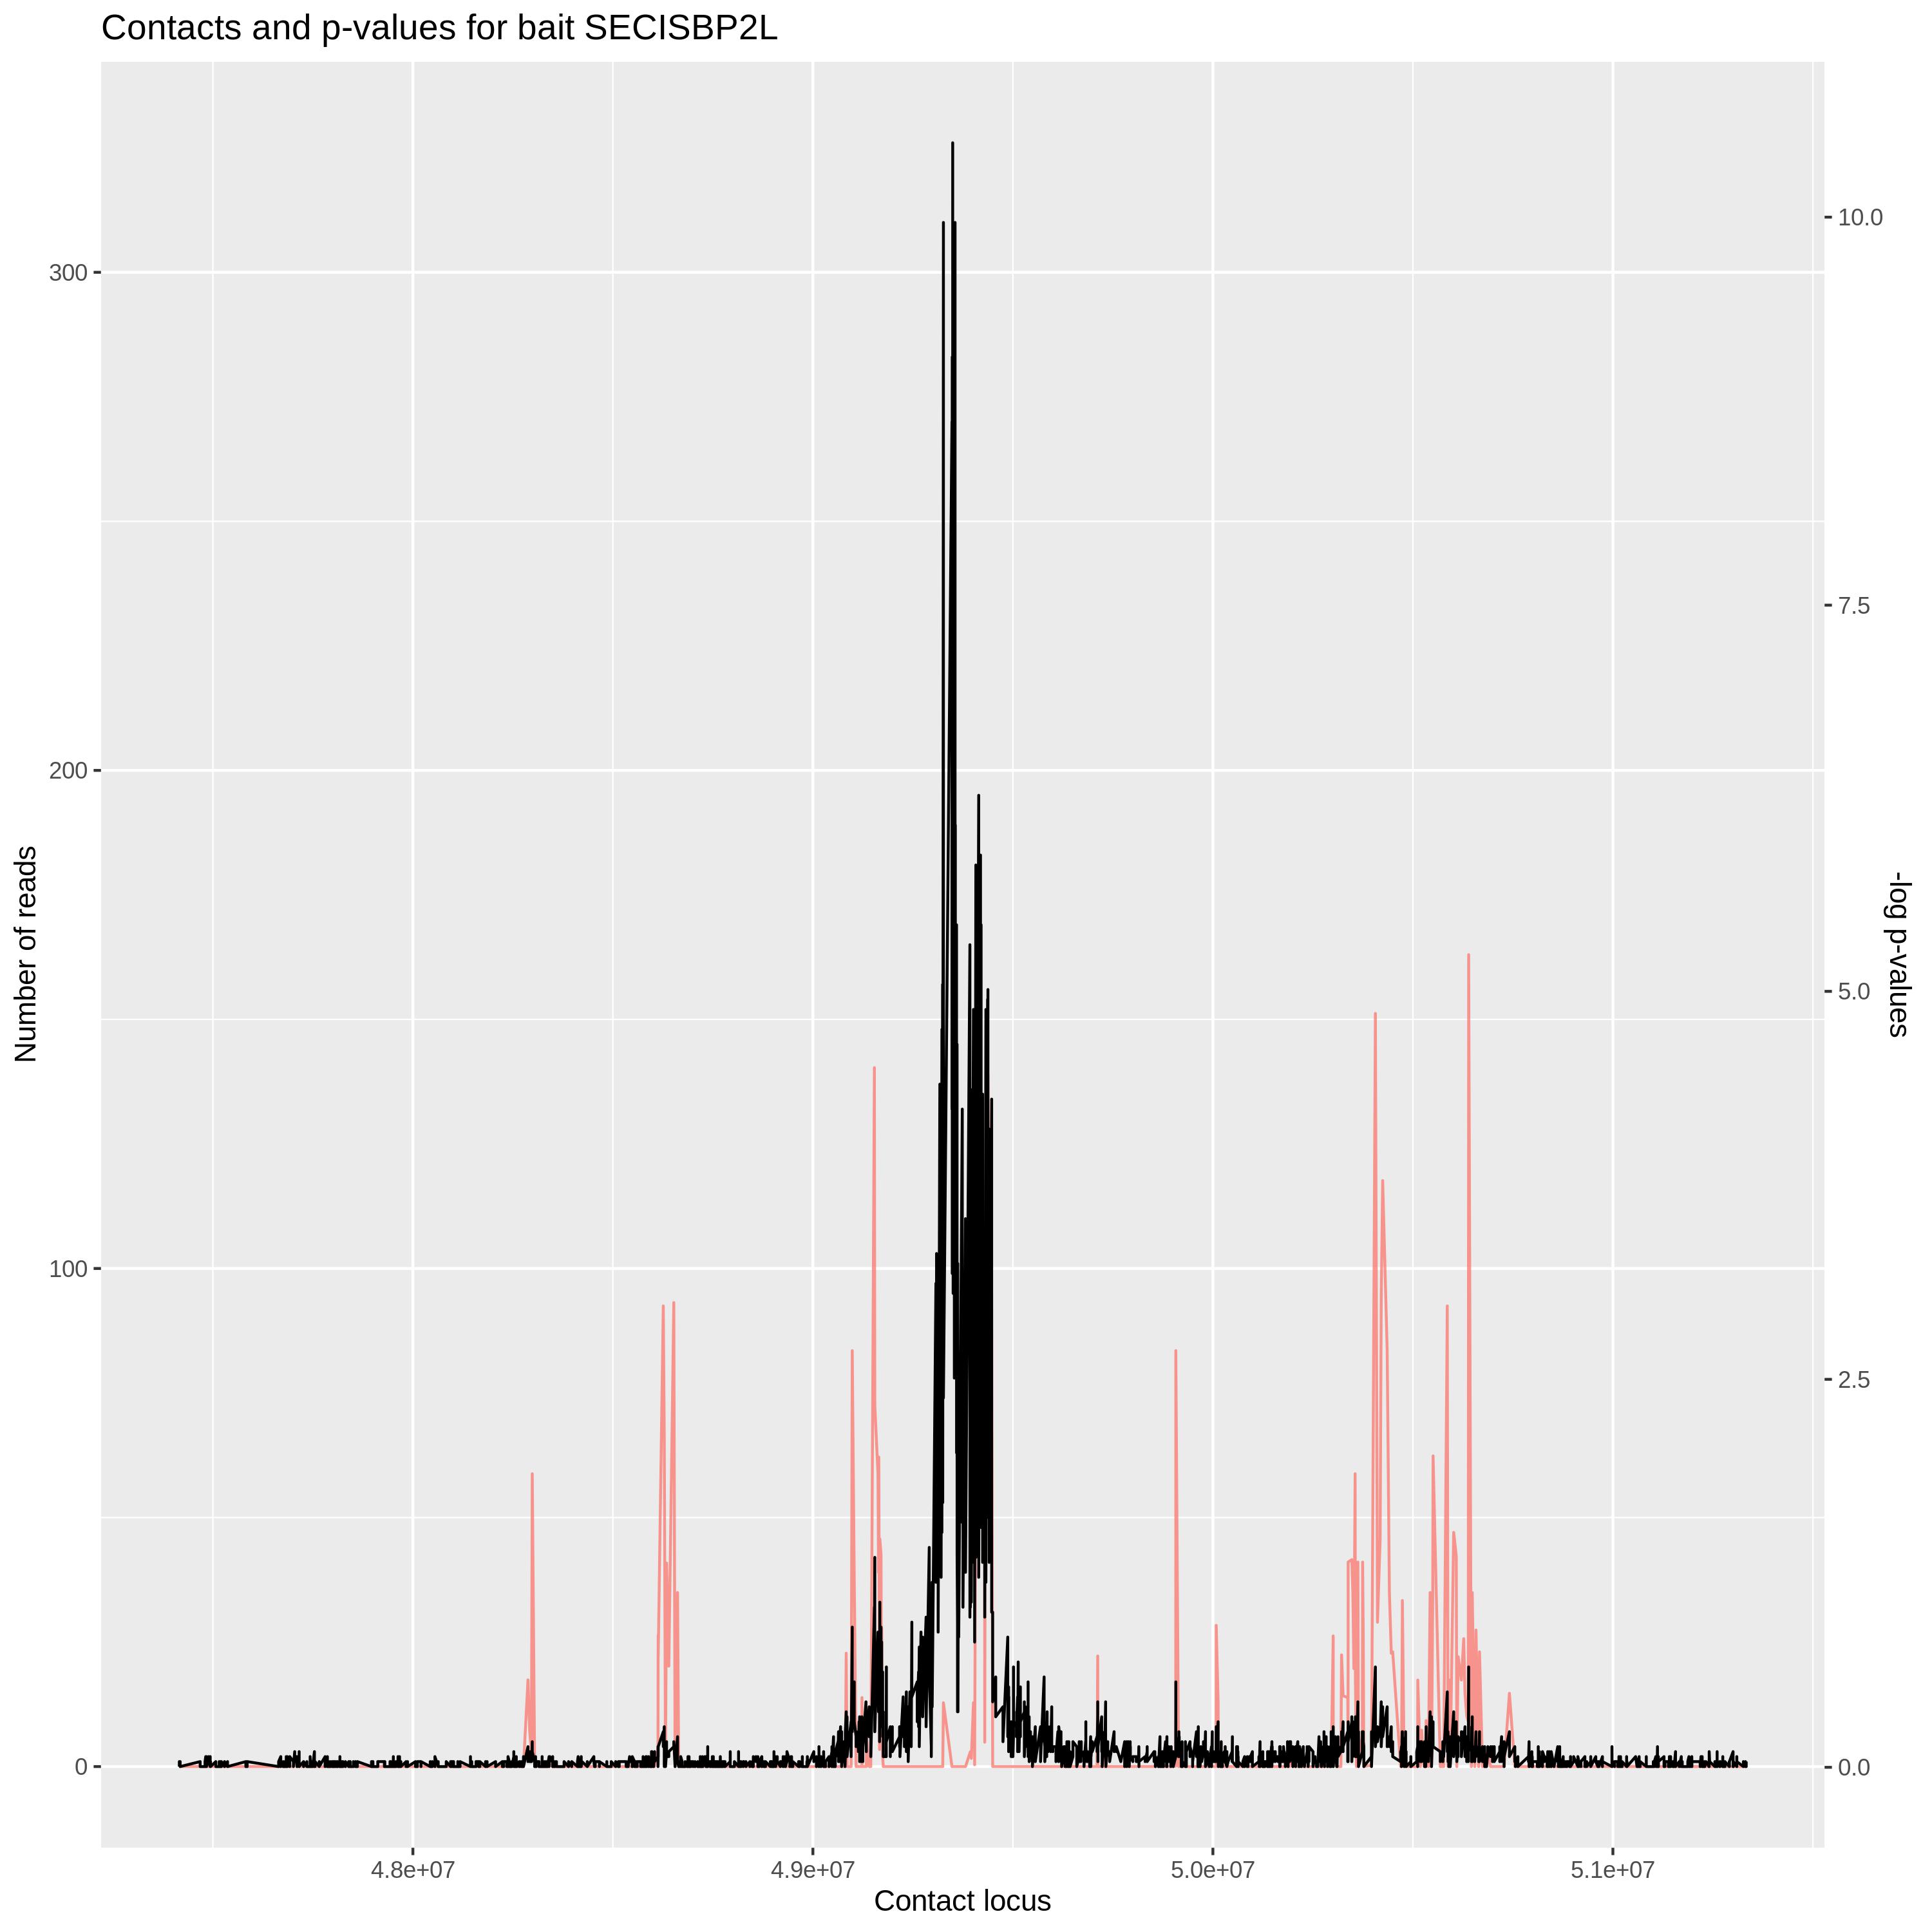 Contacts and p-values for bait SECISBP2L
300
200
100
0
Number of reads
10.0
7.5
5.0
2.5
0.0
-log p-values
4.8e+07
4.9e+07
5.0e+07
5.1e+07
Contact locus